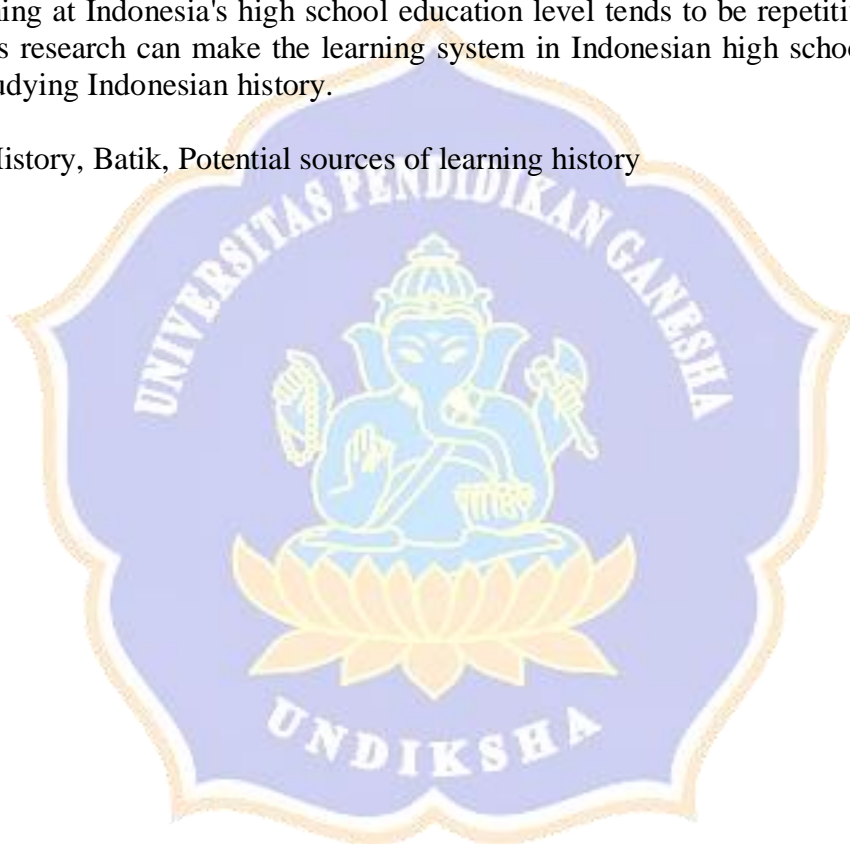 ing at Indonesia's high school education level tends to be repetiti
s research can make the learning system in Indonesian high schoo
udying Indonesian history.
History, Batik, Potential sources of learning history
UNIVERSITAS PENDIDIKAN GANESHA
UNDIKSHA